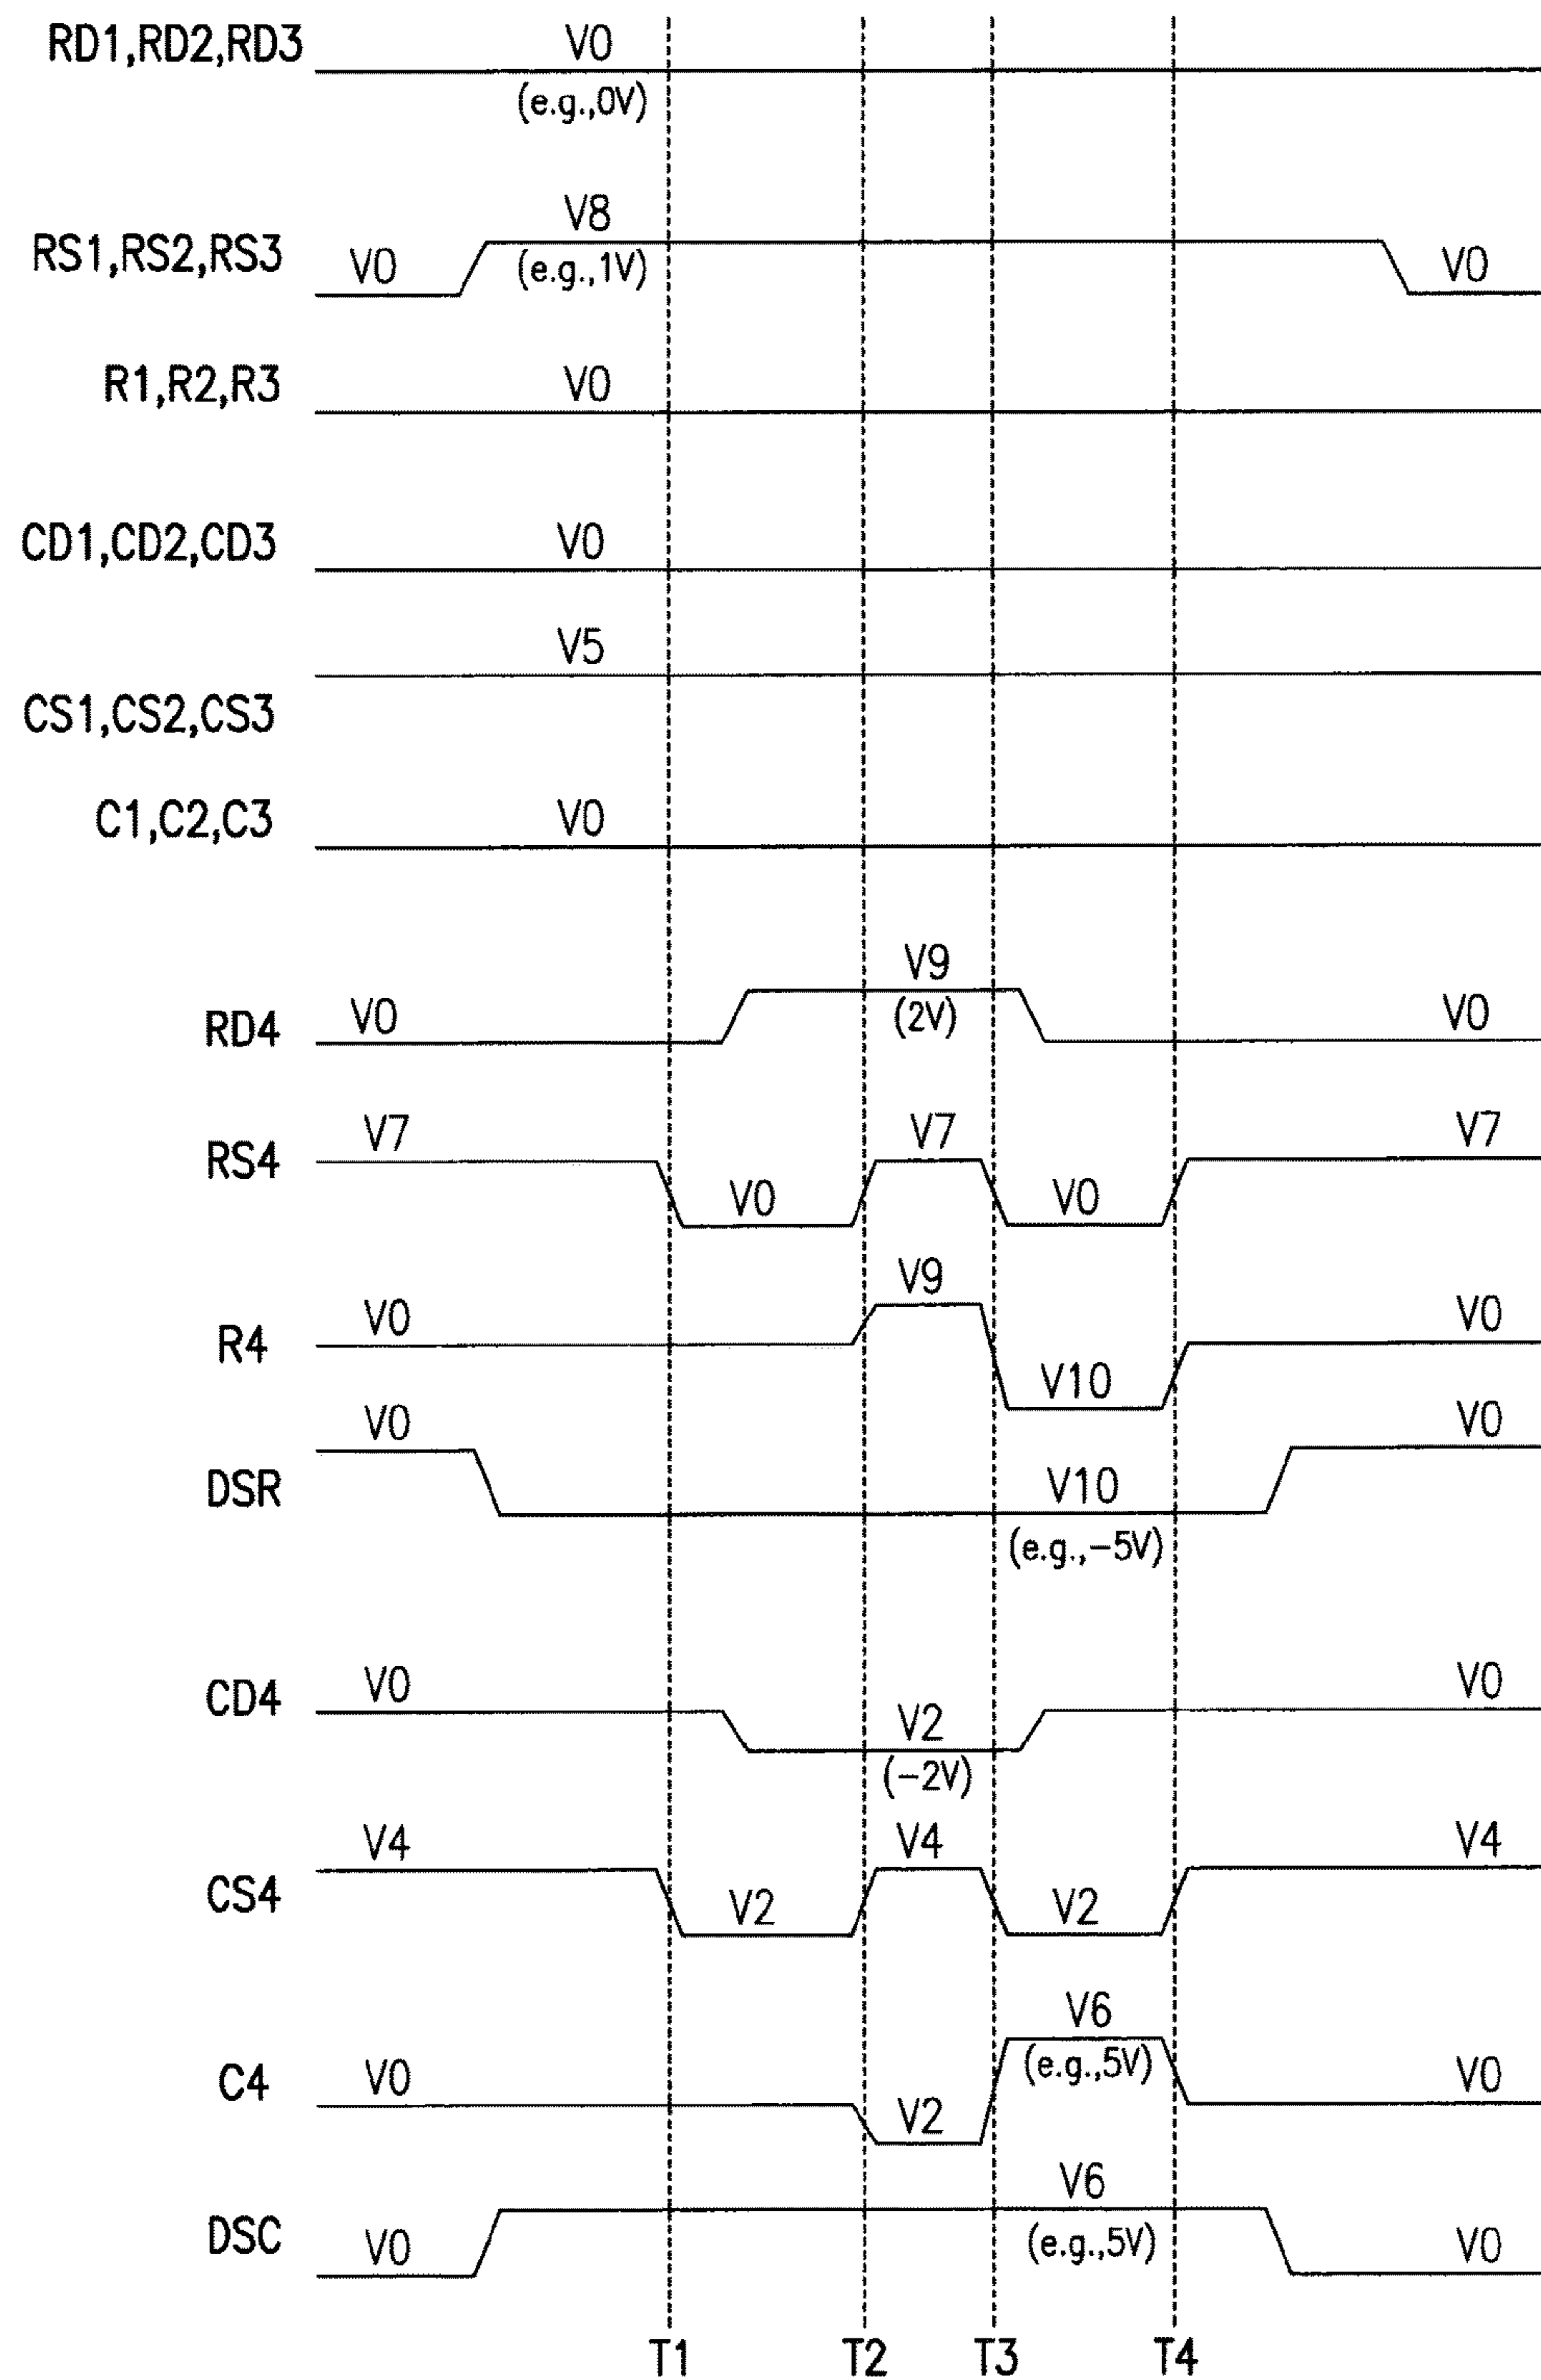 RD1,RD2,RD3
V0
(e.g.,0V)
RS1,RS2,RS3
V0
V8
(e.g.,1V)
V0
R1,R2,R3
V0
CD1,CD2,CD3
V0
V5
CS1,CS2,CS3
C1,C2,C3
V0
RD4
V0
V9
(2V)
V0
RS4
V7
V0
V7
V0
V7
R4
V0
V9
V10
V0
DSR
V0
V10
(e.g.,-5V)
V0
CD4
V0
V2
(-2V)
V0
CS4
V4
V2
V4
V2
V4
C4
V0
V2
V6
(e.g.,5V)
V0
DSC
V0
V6
(e.g.,5V)
V0
T1 T2 T3 T4